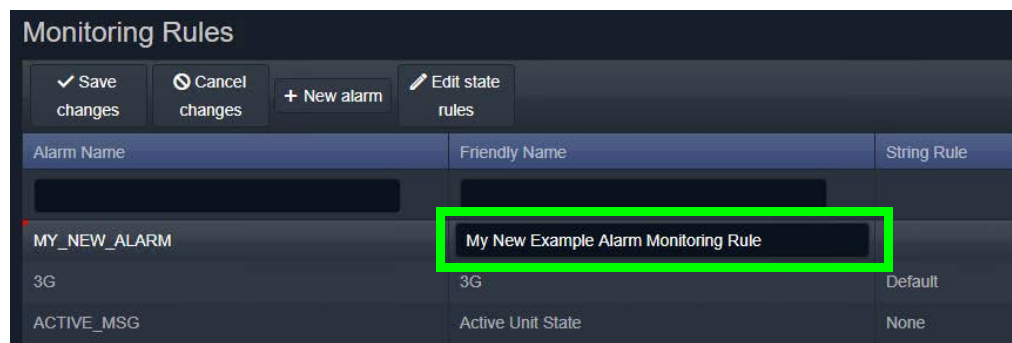 Monitoring Rules
Save changes
Cancel changes
+ New alarm
Edit state rules
Alarm Name Friendly Name String Rule
MY_NEW_ALARM My New Example Alarm Monitoring Rule
3G 3G Default
ACTIVE_MSG Active Unit State None